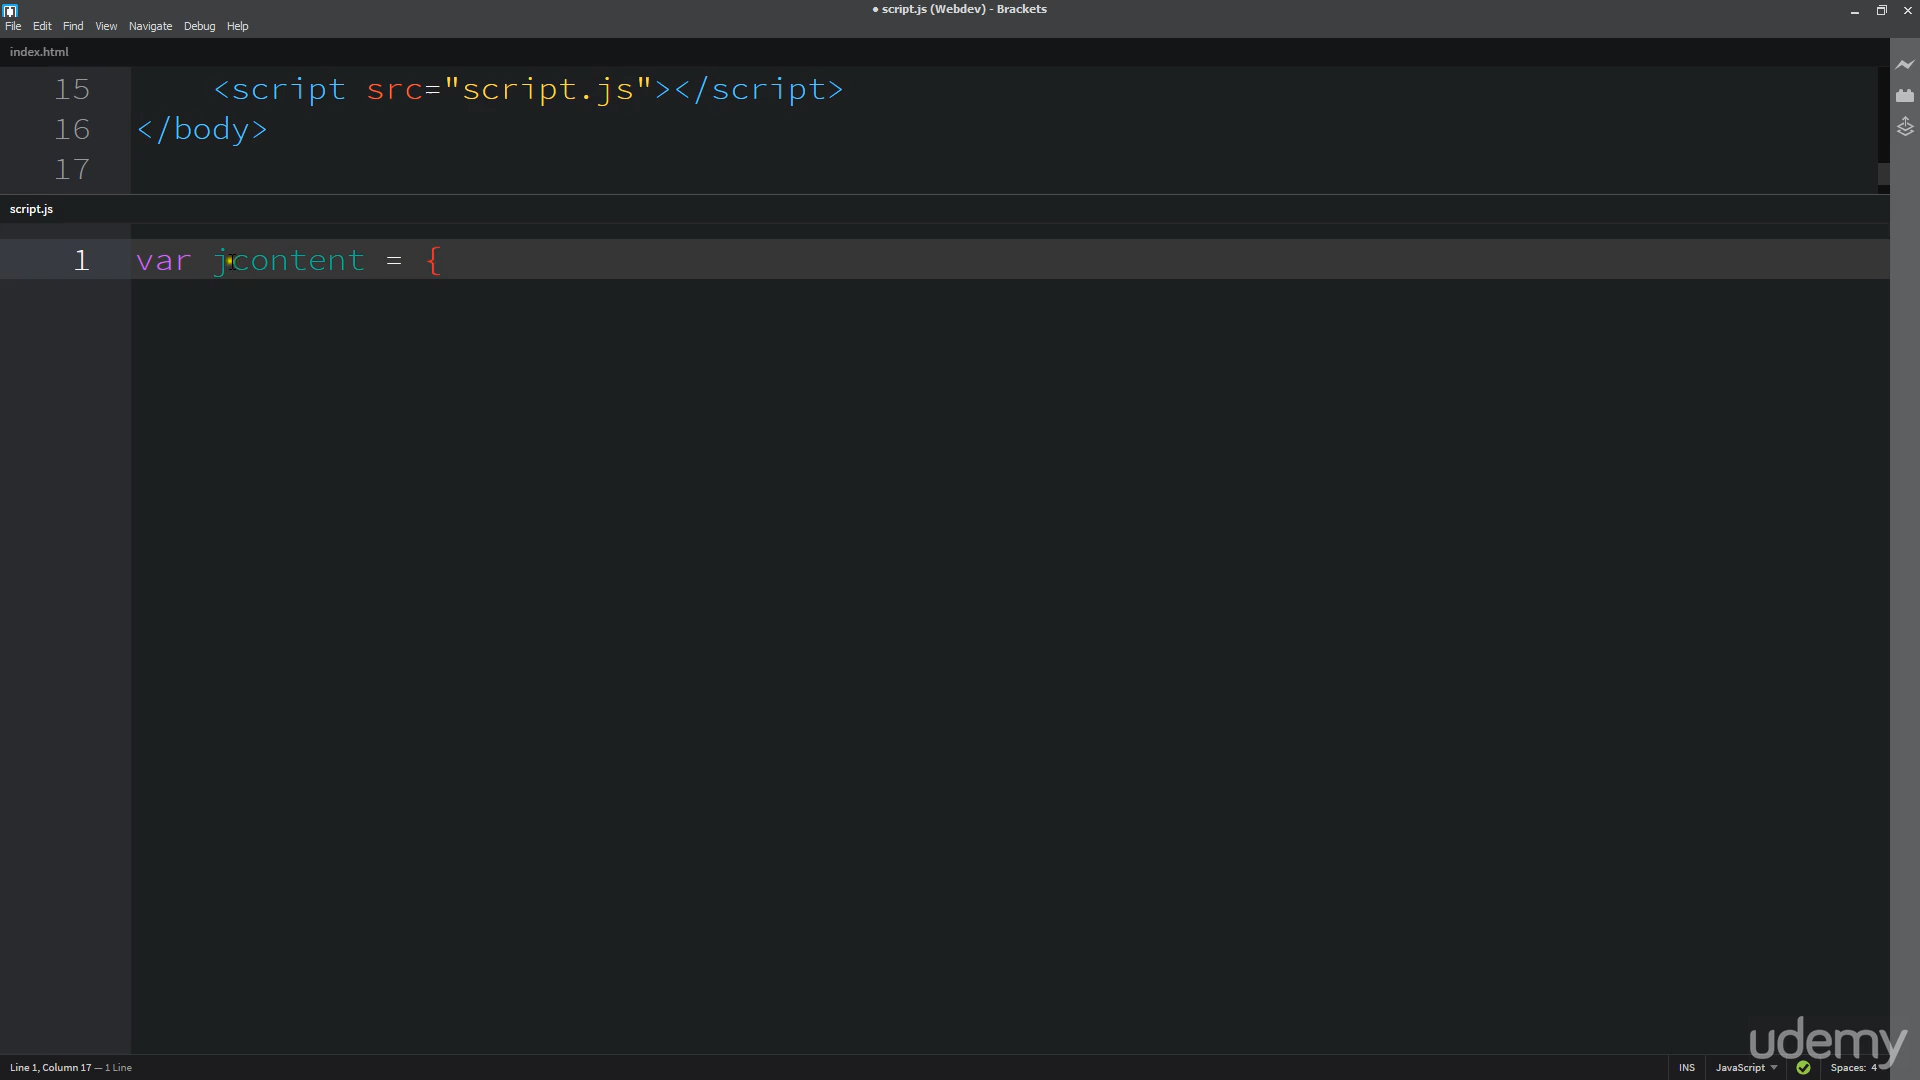 • script.js (Webdev) - Brackets
File Edit Find View Navigate Debug Help
index.html
15 <script src="script.js"></script>
16 </body>
17
script.js
1 var jcontent = {
udemy
Line 1, Column 17 — 1 Line INS JavaScript Spaces: 4